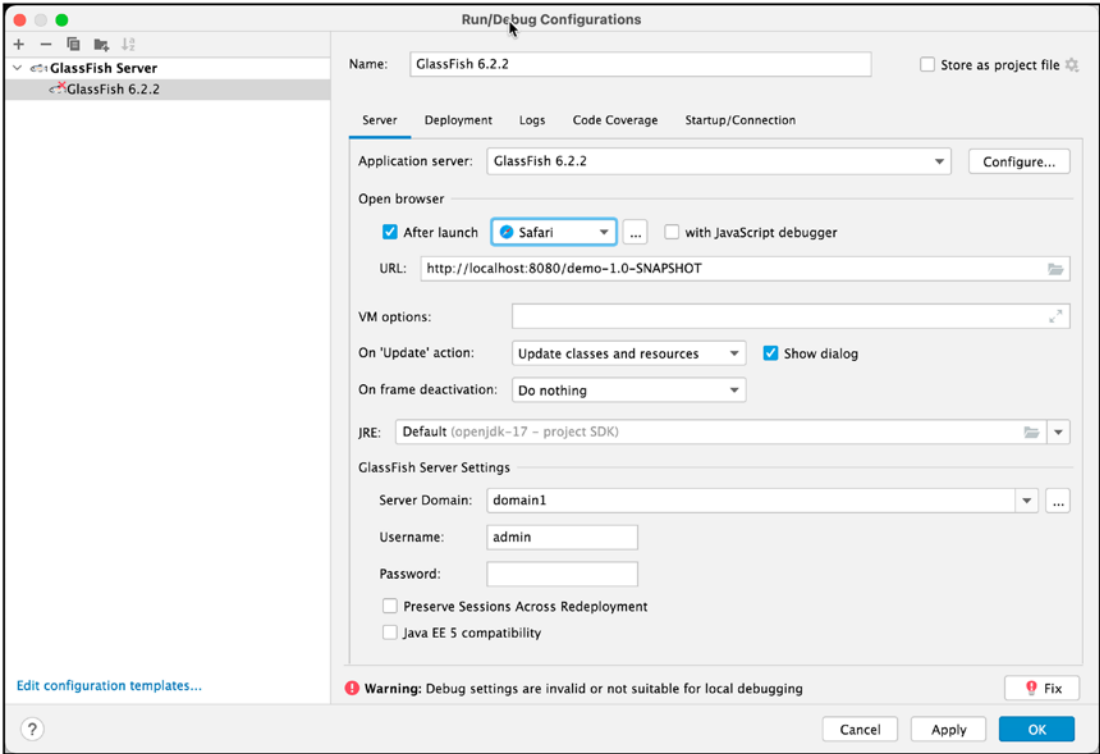 Run/Debug Configurations
GlassFish Server
GlassFish 6.2.2
Edit configuration templates...
Name: GlassFish 6.2.2 Store as project file
Server Deployment Logs Code Coverage Startup/Connection
Application server: GlassFish 6.2.2 Configure...
Open browser
After launch Safari ... with JavaScript debugger
URL: http://localhost:8080/demo-1.0-SNAPSHOT
VM options:
On 'Update' action: Update classes and resources Show dialog
On frame deactivation: Do nothing
JRE: Default (openjdk-17 – project SDK)
GlassFish Server Settings
Server Domain: domain1 ...
Username: admin
Password:
Preserve Sessions Across Redeployment
Java EE 5 compatibility
Warning: Debug settings are invalid or not suitable for local debugging Fix
? Cancel Apply OK